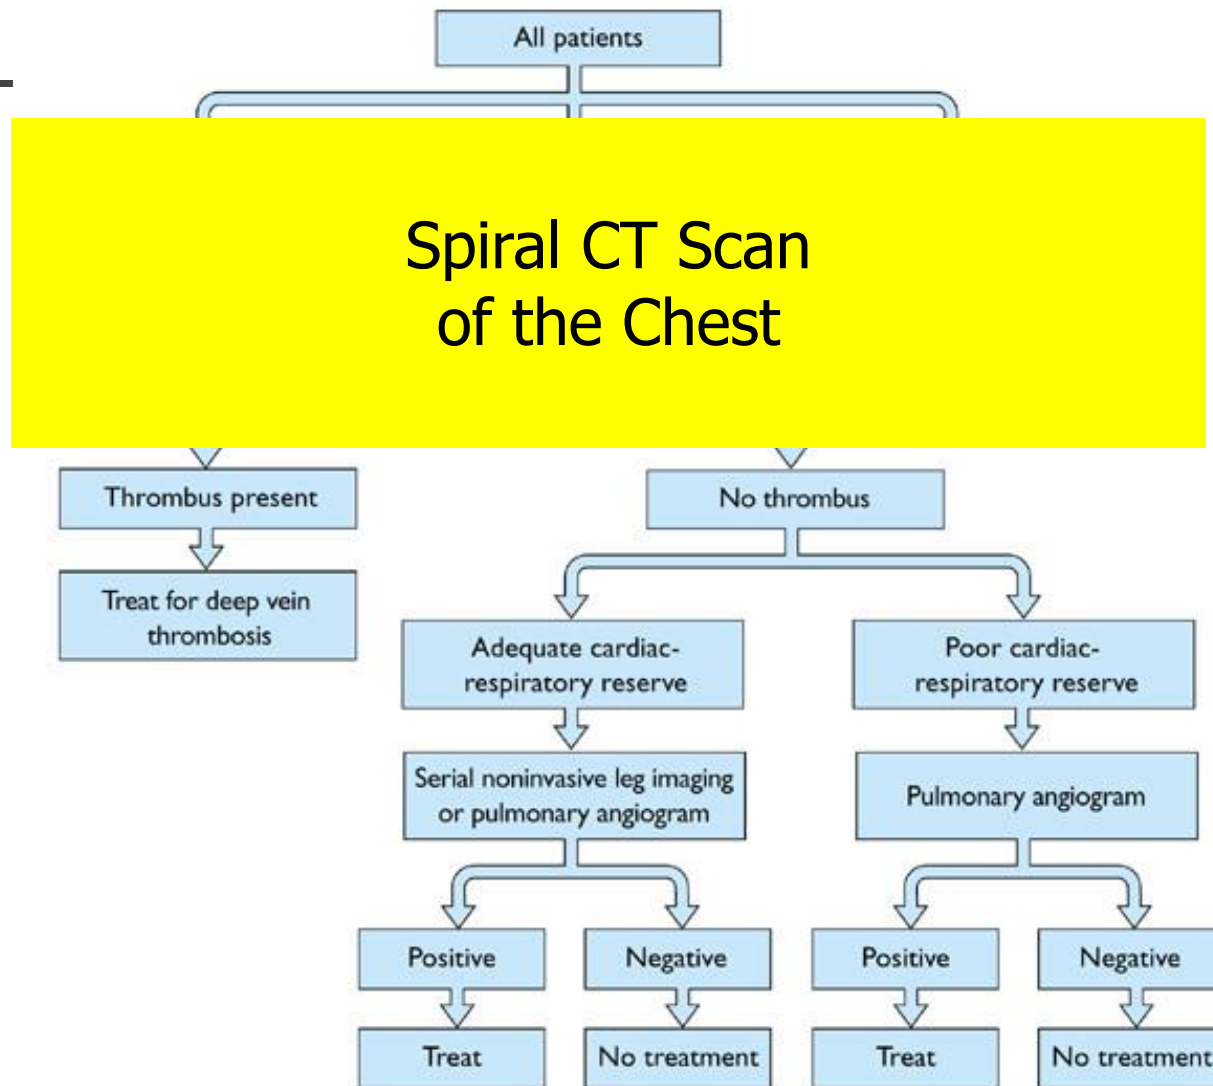 All patients
Spiral CT Scan
of the Chest
Thrombus present
No thrombus
Treat for deep vein
thrombosis
Adequate cardiac-
respiratory reserve
Poor cardiac-
respiratory reserve
Serial noninvasive leg imaging
or pulmonary angiogram
Pulmonary angiogram
Positive
Negative
Positive
Negative
Treat
No treatment
Treat
No treatment